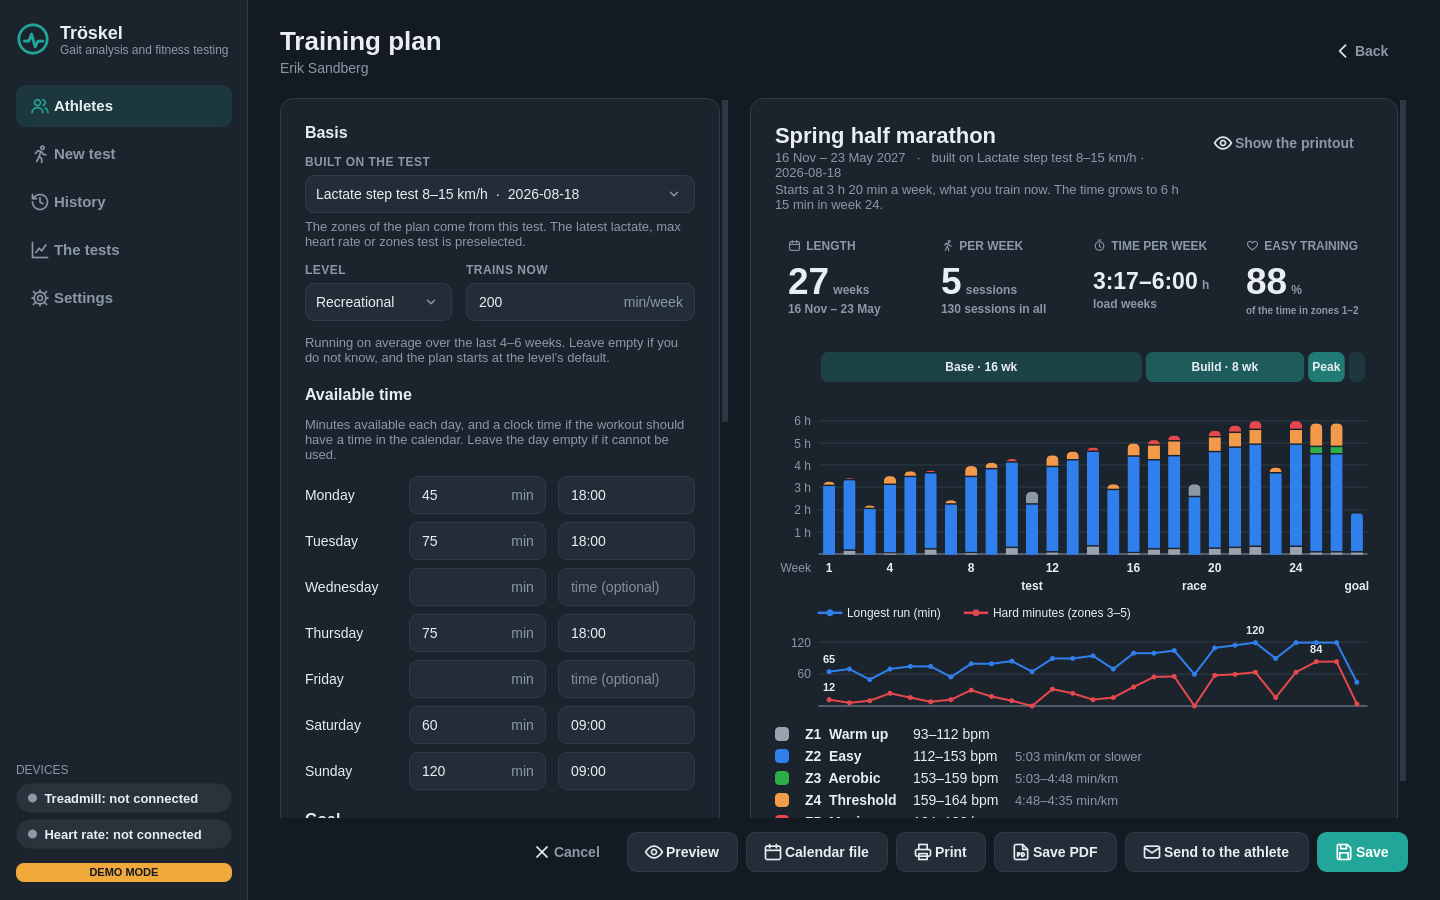 Tröskel
Gait analysis and fitness testing
Athletes
New test
History
The tests
Settings
DEVICES
Treadmill: not connected
Heart rate: not connected
DEMO MODE
Training plan
Erik Sandberg
Back
Basis
BUILT ON THE TEST
Lactate step test 8–15 km/h · 2026-08-18
The zones of the plan come from this test. The latest lactate, max
heart rate or zones test is preselected.
LEVEL
TRAINS NOW
Recreational
200 min/week
Running on average over the last 4–6 weeks. Leave empty if you
do not know, and the plan starts at the level's default.
Available time
Minutes available each day, and a clock time if the workout should
have a time in the calendar. Leave the day empty if it cannot be
used.
Monday 45 min 18:00
Tuesday 75 min 18:00
Wednesday min time (optional)
Thursday 75 min 18:00
Friday min time (optional)
Saturday 60 min 09:00
Sunday 120 min 09:00
Goal
Spring half marathon
16 Nov – 23 May 2027 · built on Lactate step test 8–15 km/h ·
2026-08-18
Starts at 3 h 20 min a week, what you train now. The time grows to 6 h
15 min in week 24.
Show the printout
LENGTH
27 weeks
16 Nov – 23 May
PER WEEK
5 sessions
130 sessions in all
TIME PER WEEK
3:17–6:00 h
load weeks
EASY TRAINING
88 %
of the time in zones 1–2
Base · 16 wk
Build · 8 wk
Peak
6 h
5 h
4 h
3 h
2 h
1 h
Week 1 4 8 12 16 20 24
test race goal
Longest run (min) Hard minutes (zones 3–5)
120
60
65
12
120
84
Z1 Warm up 93–112 bpm
Z2 Easy 112–153 bpm 5:03 min/km or slower
Z3 Aerobic 153–159 bpm 5:03–4:48 min/km
Z4 Threshold 159–164 bpm 4:48–4:35 min/km
Cancel
Preview
Calendar file
Print
Save PDF
Send to the athlete
Save